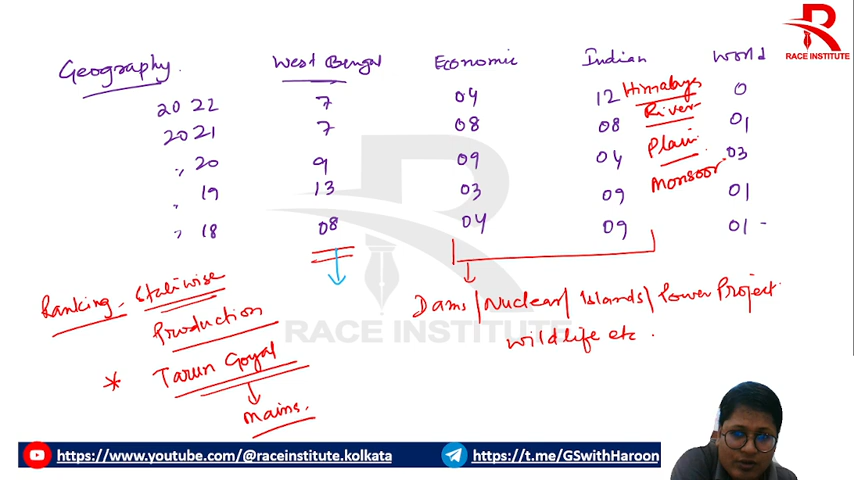 RACE INSTITUTE
Geography. West Bengal Economic Indian World
2022 7 04 12 Himalayas 0
2021 7 08 08 River 01
" 20 9 09 04 Plain 03
" 19 13 03 09 Monsoon 01
" 18 08 04 09 01
Ranking - Statewise
Production
* Tarun Goyal
Mains.
Dams / Nuclear / Islands / Power Project
wildlife etc.
RACE INSTITUTE
https://www.youtube.com/@raceinstitute.kolkata https://t.me/GSwithHaroon